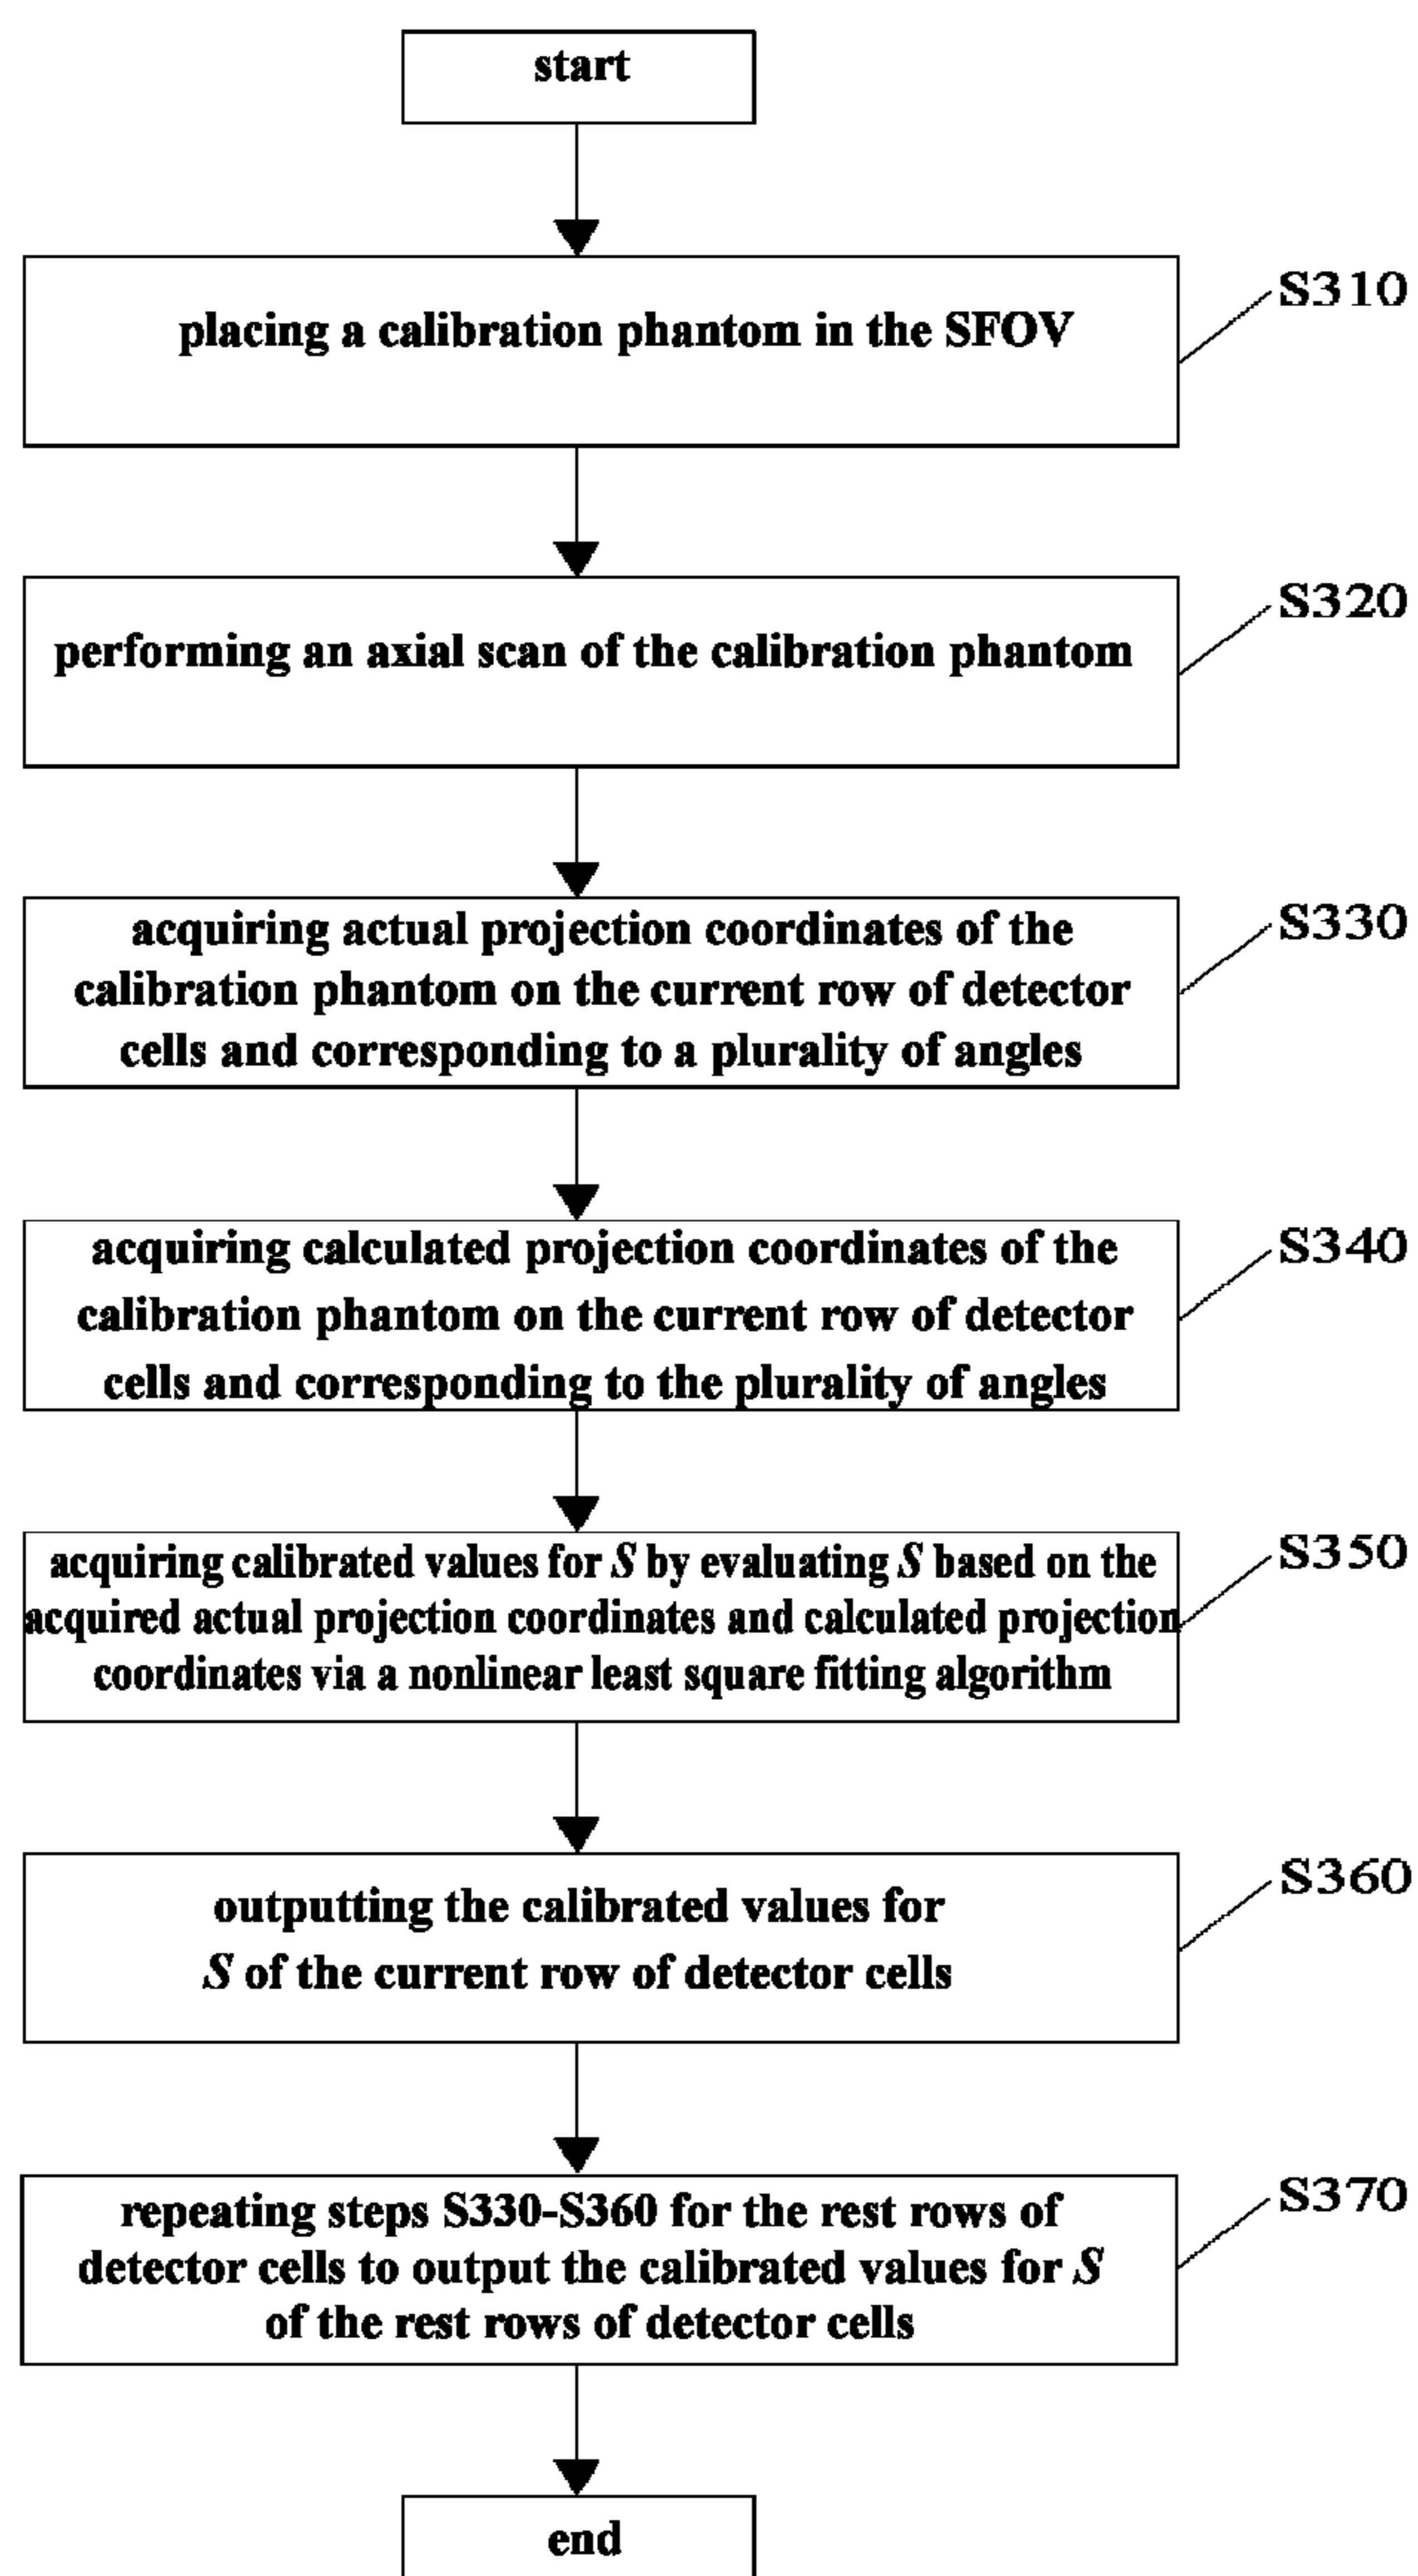 start
placing a calibration phantom in the SFOV
S310
performing an axial scan of the calibration phantom
S320
acquiring actual projection coordinates of the
calibration phantom on the current row of detector
cells and corresponding to a plurality of angles
S330
acquiring calculated projection coordinates of the
calibration phantom on the current row of detector
cells and corresponding to the plurality of angles
S340
acquiring calibrated values for S by evaluating S based on the
acquired actual projection coordinates and calculated projection
coordinates via a nonlinear least square fitting algorithm
S350
outputting the calibrated values for
S of the current row of detector cells
S360
repeating steps S330-S360 for the rest rows of
detector cells to output the calibrated values for S
of the rest rows of detector cells
S370
end